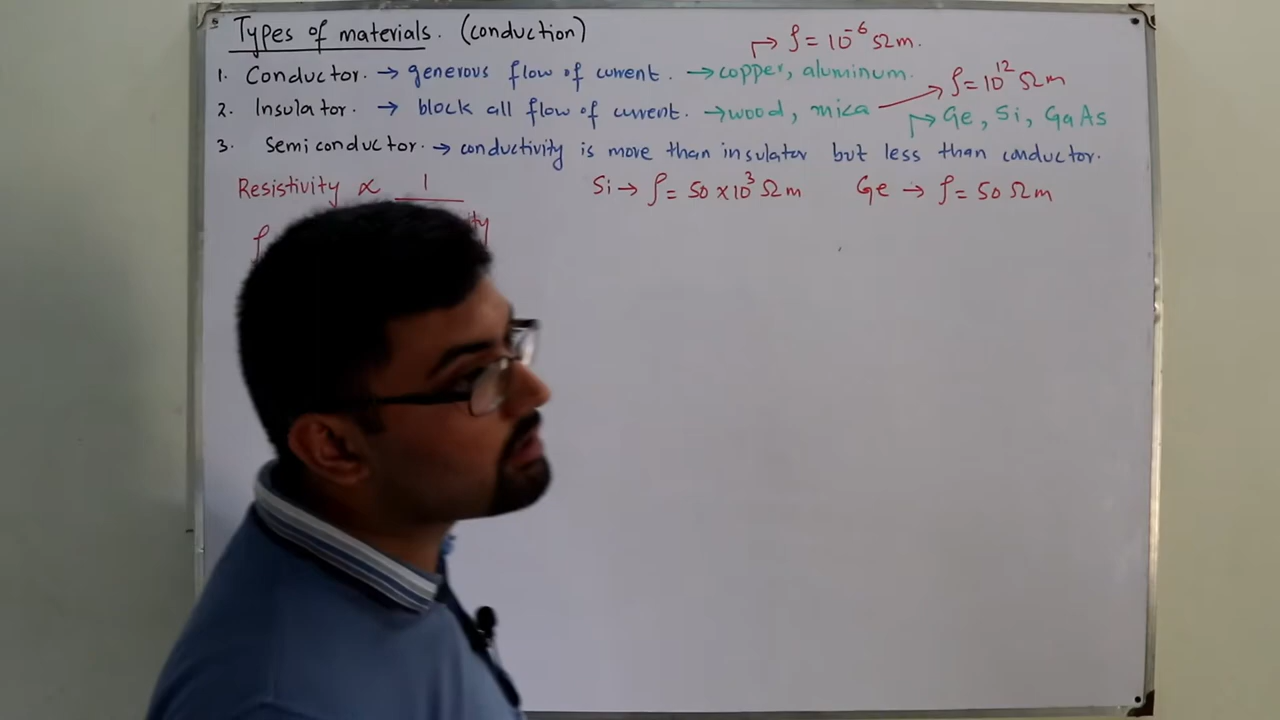 Types of materials. (conduction)
→ ρ = 10⁻⁶ Ωm.
1. Conductor. → generous flow of current. → copper, aluminum.
→ ρ = 10¹² Ωm
2. Insulator. → block all flow of current. → wood, mica
→ Ge, Si, GaAs
3. Semiconductor. → conductivity is more than insulator but less than conductor.
Resistivity ∝ 1
Si → ρ = 50 × 10³ Ωm Ge → ρ = 50 Ωm
ρ